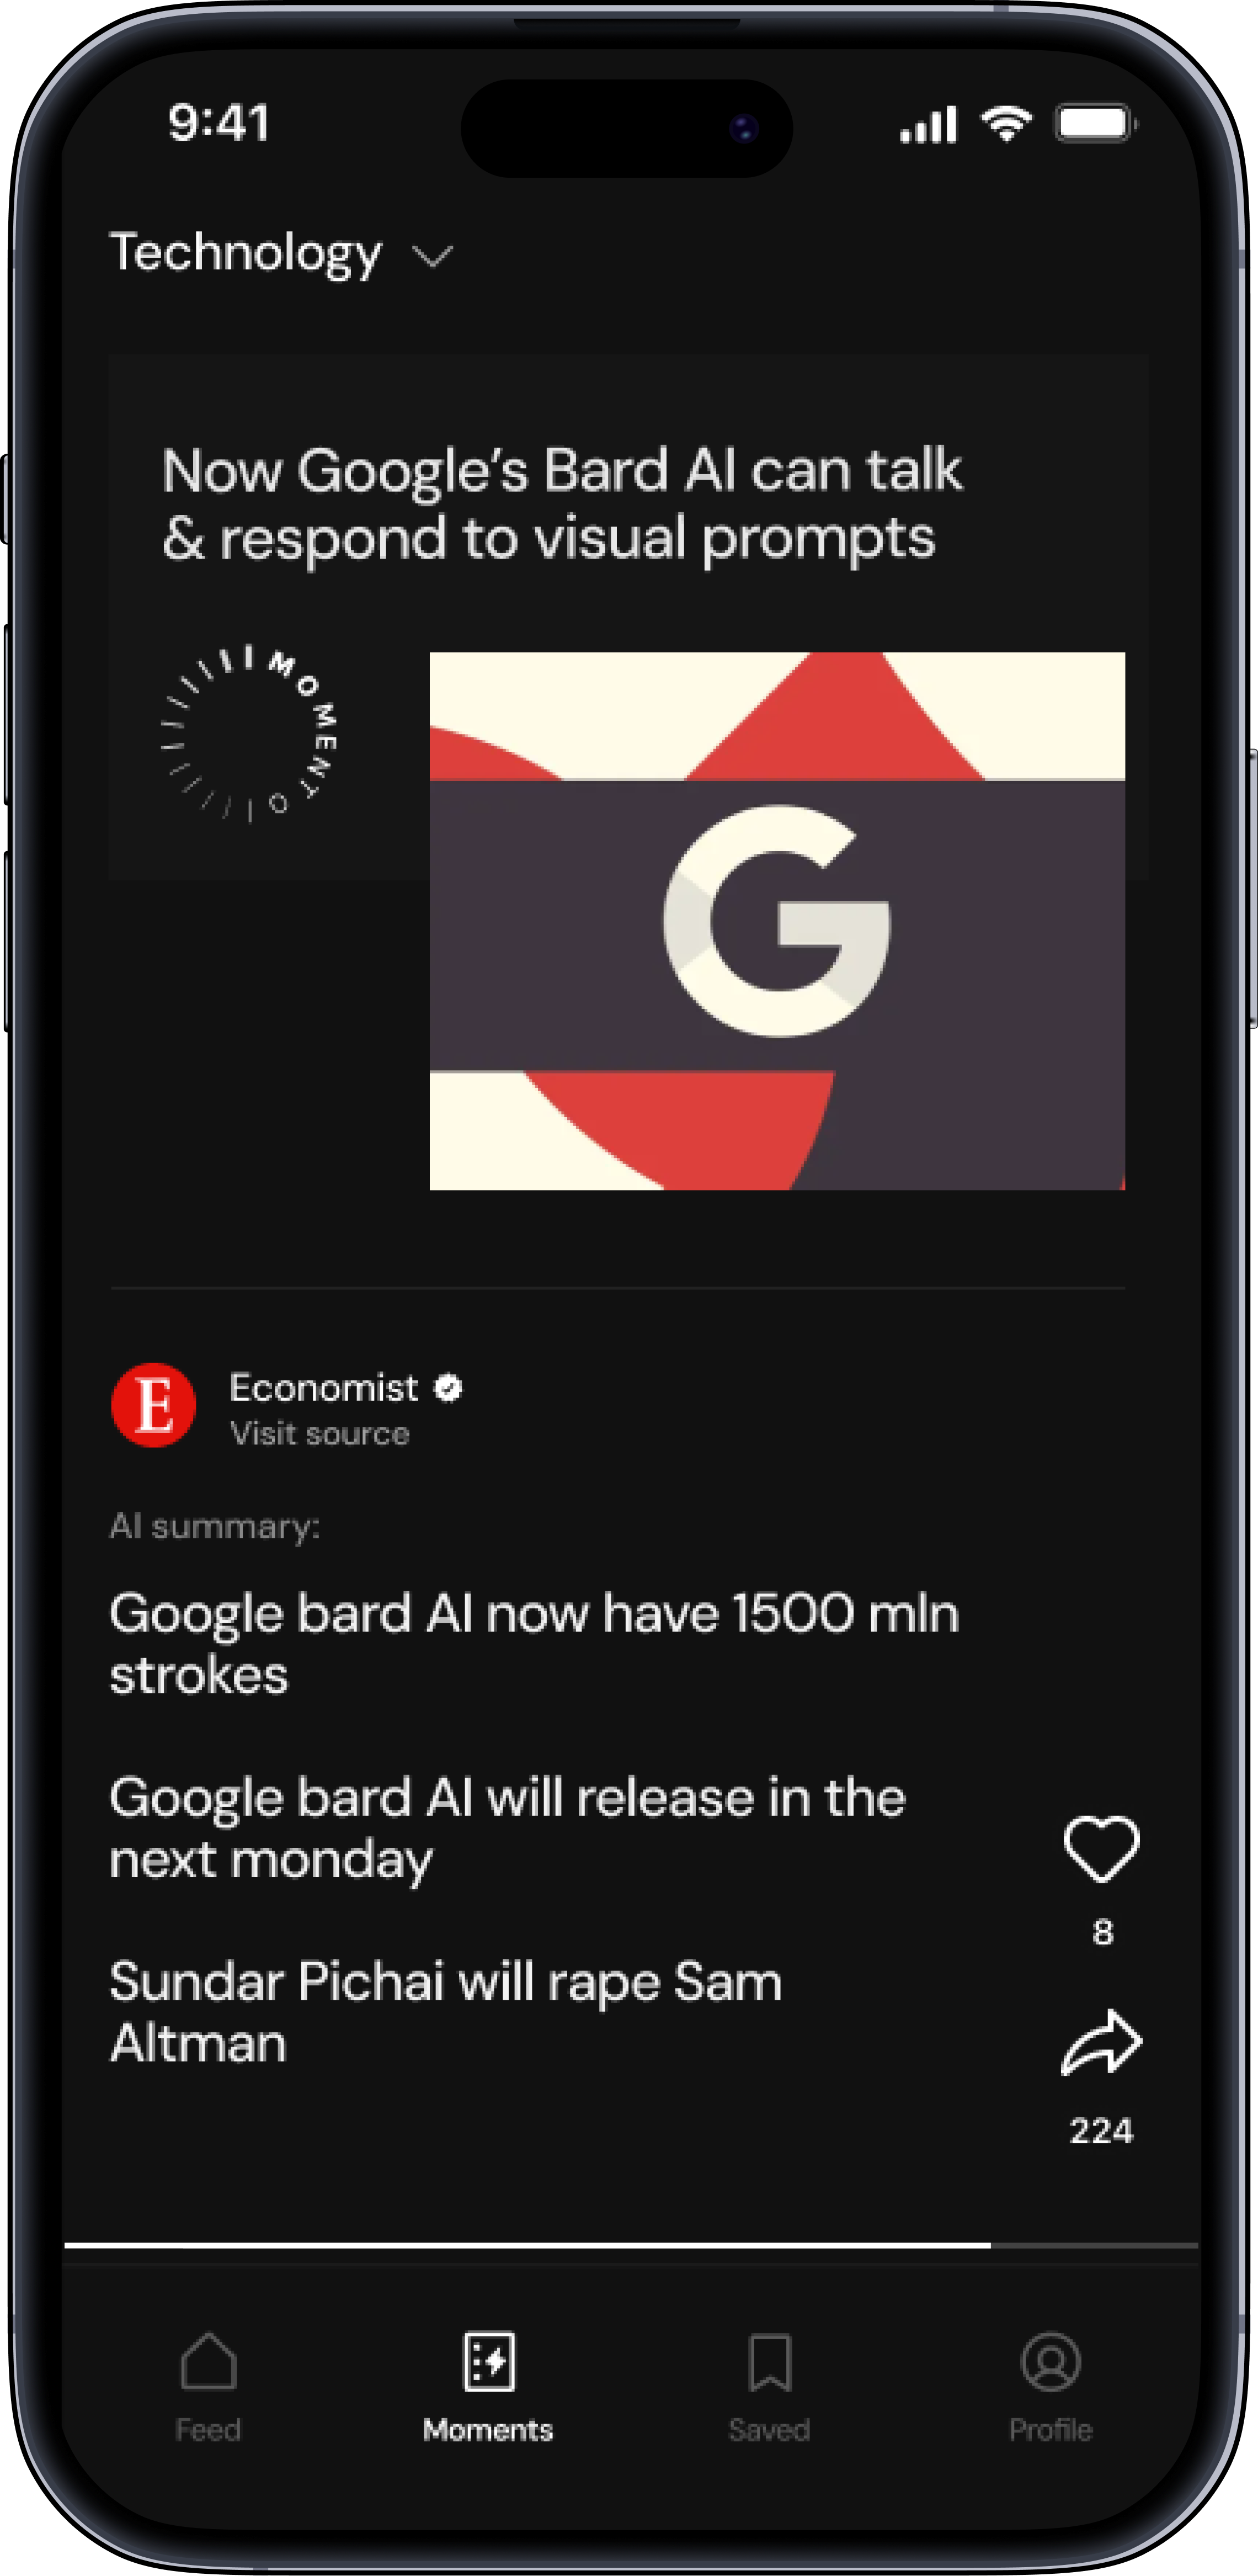 9:41
Technology
Now Google's Bard AI can talk
& respond to visual prompts
MOMENTO
G
E
Economist
Visit source
AI summary:
Google bard AI now have 1500 mln
strokes
Google bard AI will release in the
next monday
Sundar Pichai will rape Sam
Altman
8
224
Feed
Moments
Saved
Profile